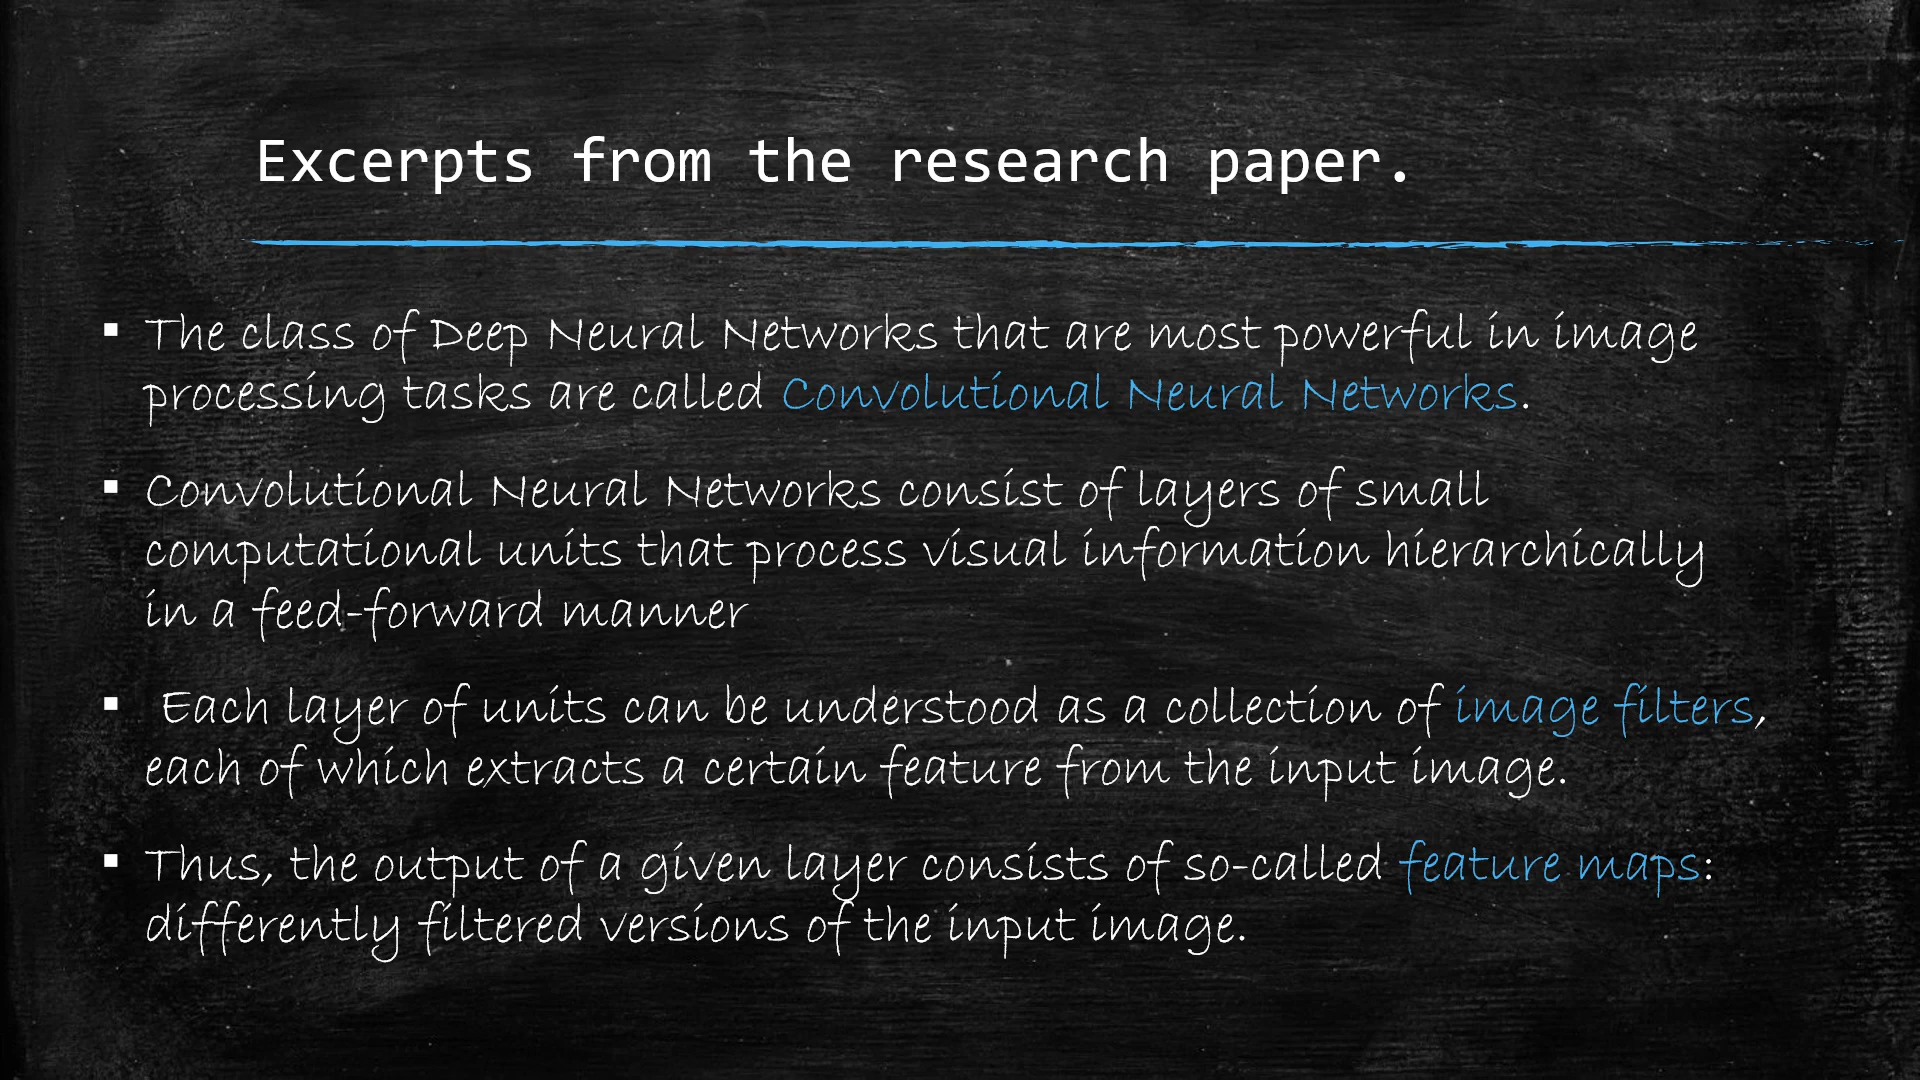 Excerpts from the research paper.
▪ The class of Deep Neural Networks that are most powerful in image
processing tasks are called Convolutional Neural Networks.
▪ Convolutional Neural Networks consist of layers of small
computational units that process visual information hierarchically
in a feed-forward manner
▪ Each layer of units can be understood as a collection of image filters,
each of which extracts a certain feature from the input image.
▪ Thus, the output of a given layer consists of so-called feature maps:
differently filtered versions of the input image.